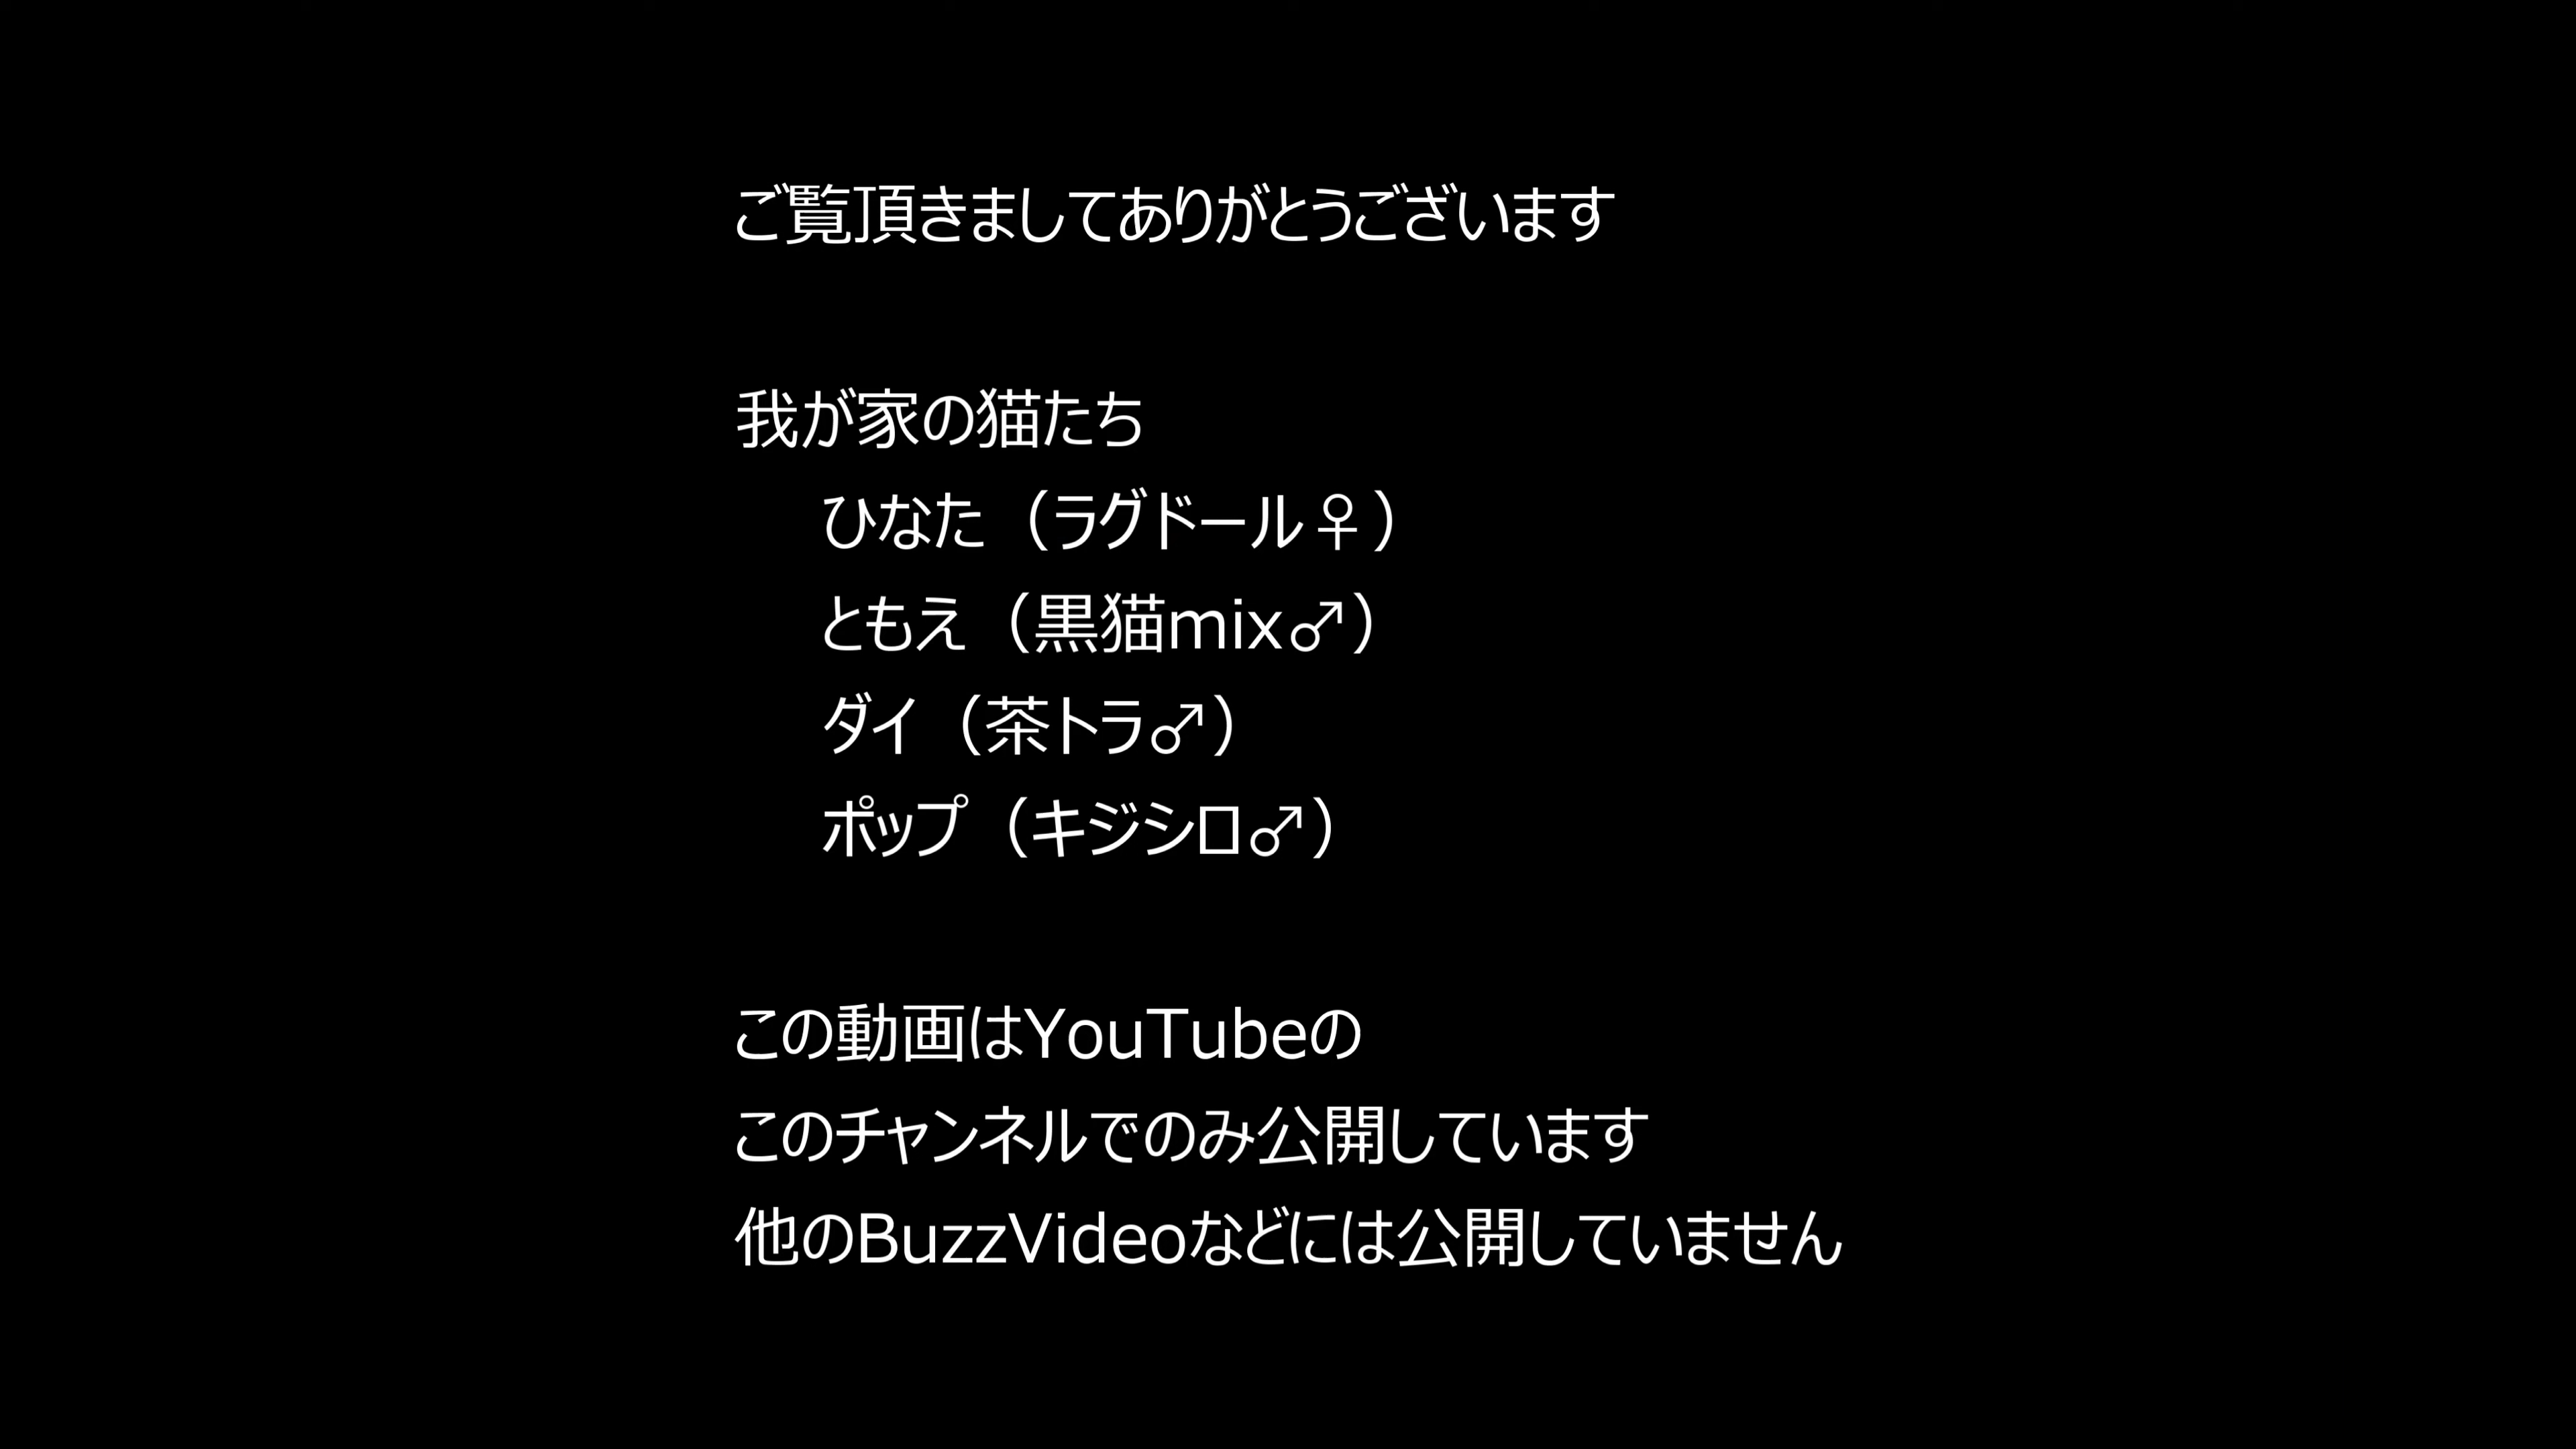 ご覧頂きましてありがとうございます
我が家の猫たち
ひなた（ラグドール♀）
ともえ（黒猫mix♂）
ダイ（茶トラ♂）
ポップ（キジシロ♂）
この動画はYouTubeの
このチャンネルでのみ公開しています
他のBuzzVideoなどには公開していません